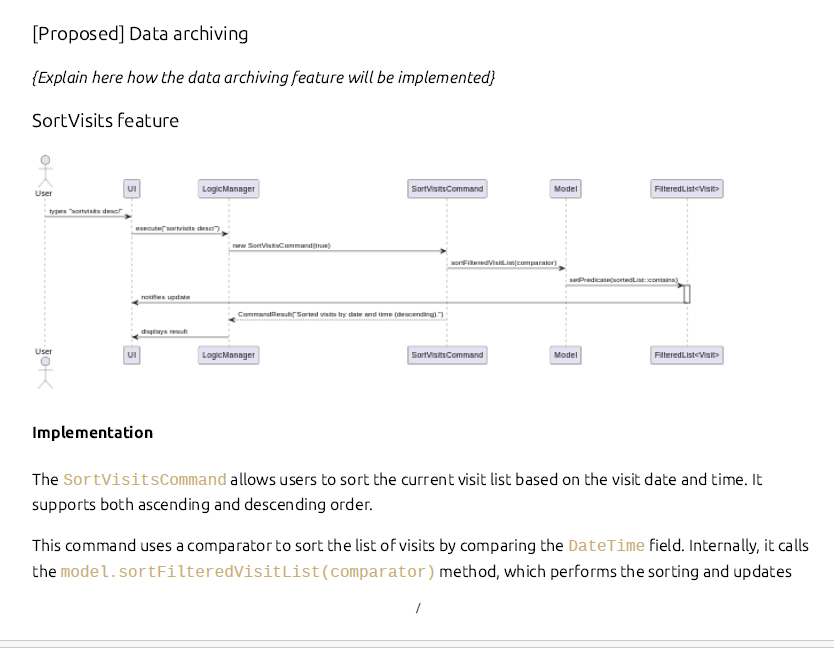 [Proposed] Data archiving
{Explain here how the data archiving feature will be implemented}
SortVisits feature
User
UI
LogicManager
SortVisitsCommand
Model
FilteredList<Visit>
types "sortvisits desc/"
execute("sortvisits desc/")
new SortVisitsCommand(true)
sortFilteredVisitList(comparator)
setPredicate(sortedList::contains)
notifies update
CommandResult("Sorted visits by date and time (descending).")
displays result
User
UI
LogicManager
SortVisitsCommand
Model
FilteredList<Visit>
Implementation
The SortVisitsCommand allows users to sort the current visit list based on the visit date and time. It
supports both ascending and descending order.
This command uses a comparator to sort the list of visits by comparing the DateTime field. Internally, it calls
the model.sortFilteredVisitList(comparator) method, which performs the sorting and updates
/